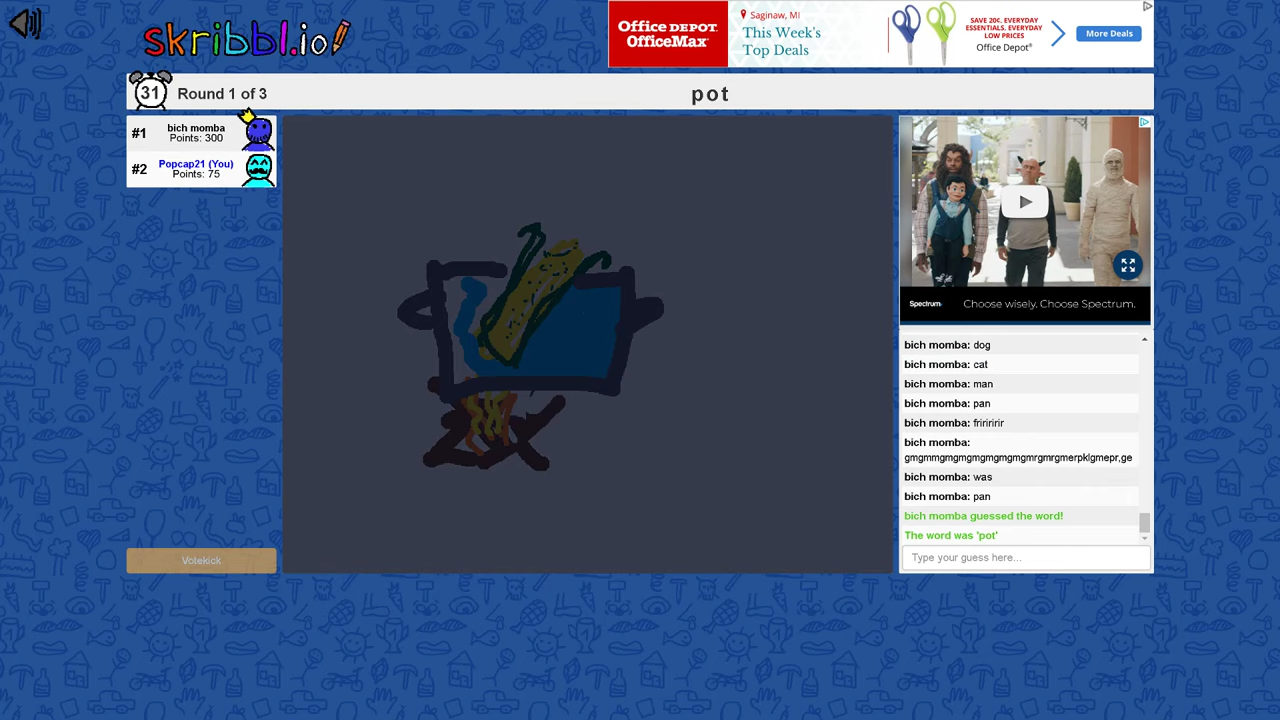 skribbl.io
Office DEPOT
OfficeMax
Saginaw, MI
This Week's
Top Deals
SAVE 20¢. EVERYDAY
ESSENTIALS. EVERYDAY
LOW PRICES
Office Depot
More Deals
31
Round 1 of 3
pot
#1
bich momba
Points: 300
#2
Popcap21 (You)
Points: 75
Votekick
Spectrum
Choose wisely. Choose Spectrum.
bich momba: dog
bich momba: cat
bich momba: man
bich momba: pan
bich momba: fririririr
bich momba:
gmgmmgmgmgmgmgmgmgmrgmrgmerpklgmepr,ge
bich momba: was
bich momba: pan
bich momba guessed the word!
The word was 'pot'
Type your guess here...